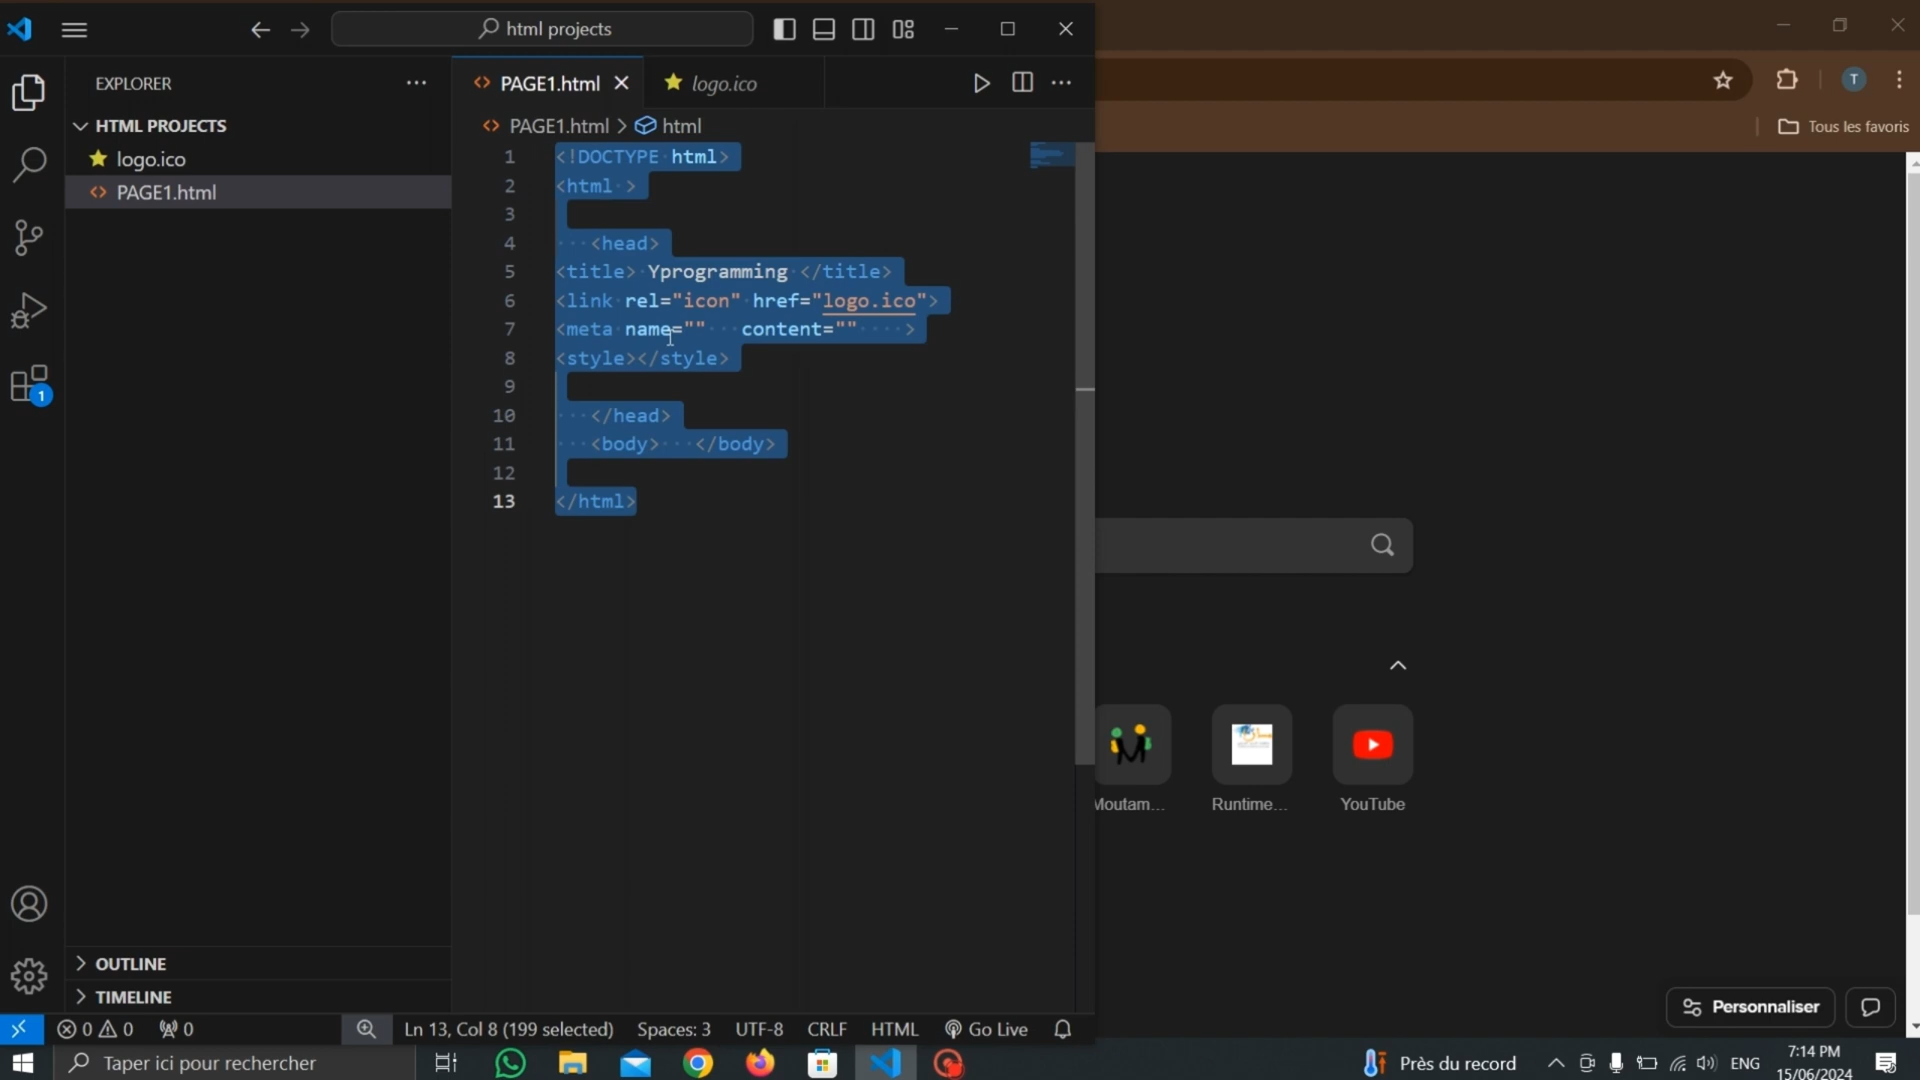 html projects
EXPLORER
HTML PROJECTS
logo.ico
PAGE1.html
PAGE1.html
logo.ico
PAGE1.html > html
1 <!DOCTYPE html>
2 <html >
3
4 <head>
5 <title> Yprogramming </title>
6 <link rel="icon" href="logo.ico">
7 <meta name="" content="" >
8 <style></style>
9
10 </head>
11 <body> </body>
12
13 </html>
1
OUTLINE
TIMELINE
0 0 0 Ln 13, Col 8 (199 selected) Spaces: 3 UTF-8 CRLF HTML Go Live
T
Tous les favoris
Moutam... Runtime... YouTube
Personnaliser
Taper ici pour rechercher
Près du record
ENG
7:14 PM
15/06/2024